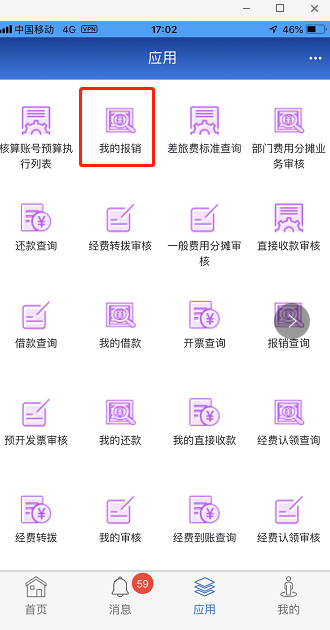 中国移动 4G VPN 17:02 46%
应用
核算账号预算执行列表
我的报销
差旅费标准查询
部门费用分摊业务审核
还款查询
经费转拨审核
一般费用分摊审核
直接收款审核
借款查询
我的借款
开票查询
报销查询
预开发票审核
我的还款
我的直接收款
经费认领查询
经费转拨
我的审核
经费到账查询
经费认领审核
首页
消息
59
应用
我的